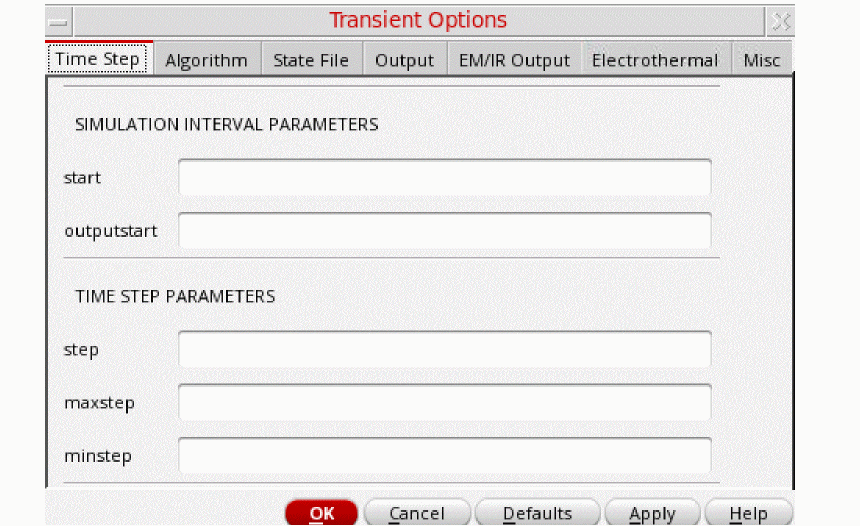 Transient Options
Time Step Algorithm State File Output EM/IR Output Electrothermal Misc
SIMULATION INTERVAL PARAMETERS
start
outputstart
TIME STEP PARAMETERS
step
maxstep
minstep
OK Cancel Defaults Apply Help